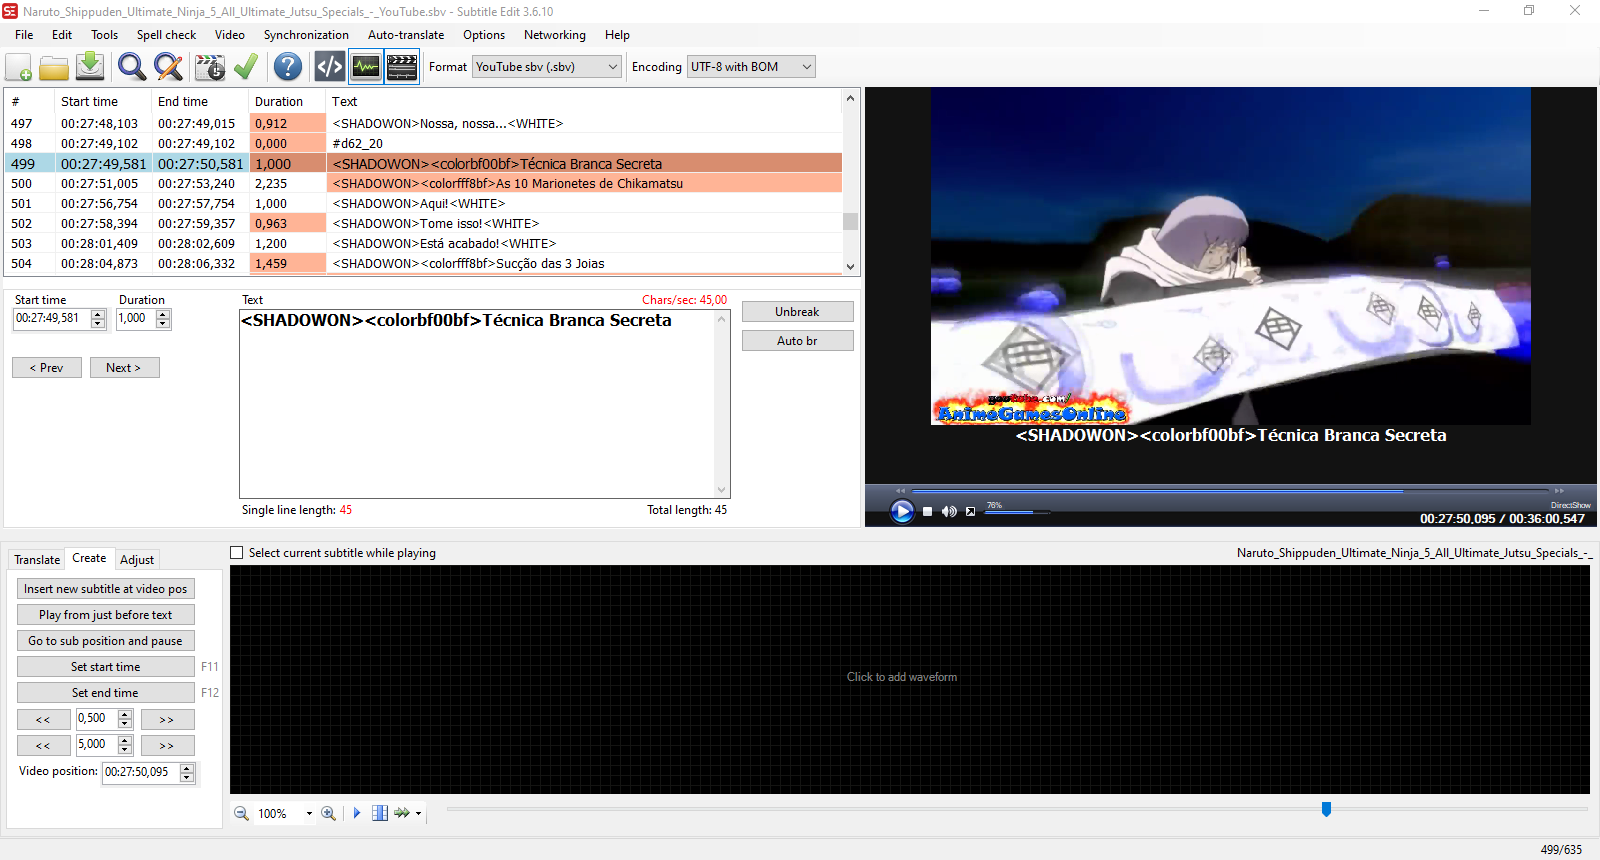 Naruto_Shippuden_Ultimate_Ninja_5_All_Ultimate_Jutsu_Specials_-_YouTube.sbv - Subtitle Edit 3.6.10
File Edit Tools Spell check Video Synchronization Auto-translate Options Networking Help
Format YouTube sbv (.sbv) Encoding UTF-8 with BOM
# Start time End time Duration Text
497 00:27:48,103 00:27:49,015 0,912 <SHADOWON>Nossa, nossa...<WHITE>
498 00:27:49,102 00:27:49,102 0,000 #d62_20
499 00:27:49,581 00:27:50,581 1,000 <SHADOWON><colorbf00bf>Técnica Branca Secreta
500 00:27:51,005 00:27:53,240 2,235 <SHADOWON><colorfff8bf>As 10 Marionetes de Chikamatsu
501 00:27:56,754 00:27:57,754 1,000 <SHADOWON>Aqui!<WHITE>
502 00:27:58,394 00:27:59,357 0,963 <SHADOWON>Tome isso!<WHITE>
503 00:28:01,409 00:28:02,609 1,200 <SHADOWON>Está acabado!<WHITE>
504 00:28:04,873 00:28:06,332 1,459 <SHADOWON><colorfff8bf>Sucção das 3 Joias
Start time Duration Text Chars/sec: 45,00
00:27:49,581 1,000
<SHADOWON><colorbf00bf>Técnica Branca Secreta
Unbreak
Auto br
< Prev Next >
Single line length: 45 Total length: 45
AnimeGamesOnline
<SHADOWON><colorbf00bf>Técnica Branca Secreta
76%
DirectShow
00:27:50,095 / 00:36:00,547
Translate Create Adjust
Select current subtitle while playing
Naruto_Shippuden_Ultimate_Ninja_5_All_Ultimate_Jutsu_Specials_-_
Insert new subtitle at video pos
Play from just before text
Go to sub position and pause
Set start time F11
Set end time F12
<< 0,500 >>
<< 5,000 >>
Video position: 00:27:50,095
Click to add waveform
100%
499/635